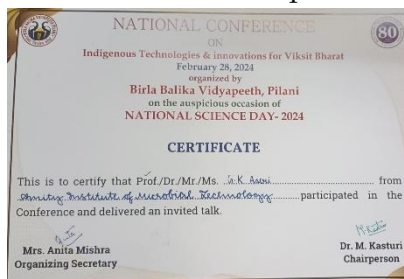 NATIONAL CONFERENCE
80
ON
Indigenous Technologies & innovations for Viksit Bharat
February 28, 2024
organized by
Birla Balika Vidyapeeth, Pilani
on the auspicious occasion of
NATIONAL SCIENCE DAY- 2024
CERTIFICATE
This is to certify that Prof./Dr./Mr./Ms. G.K. Aseri from
Amity Institute of Microbial Technology participated in the
Conference and delivered an invited talk.
Mrs. Anita Mishra
Organizing Secretary
Dr. M. Kasturi
Chairperson